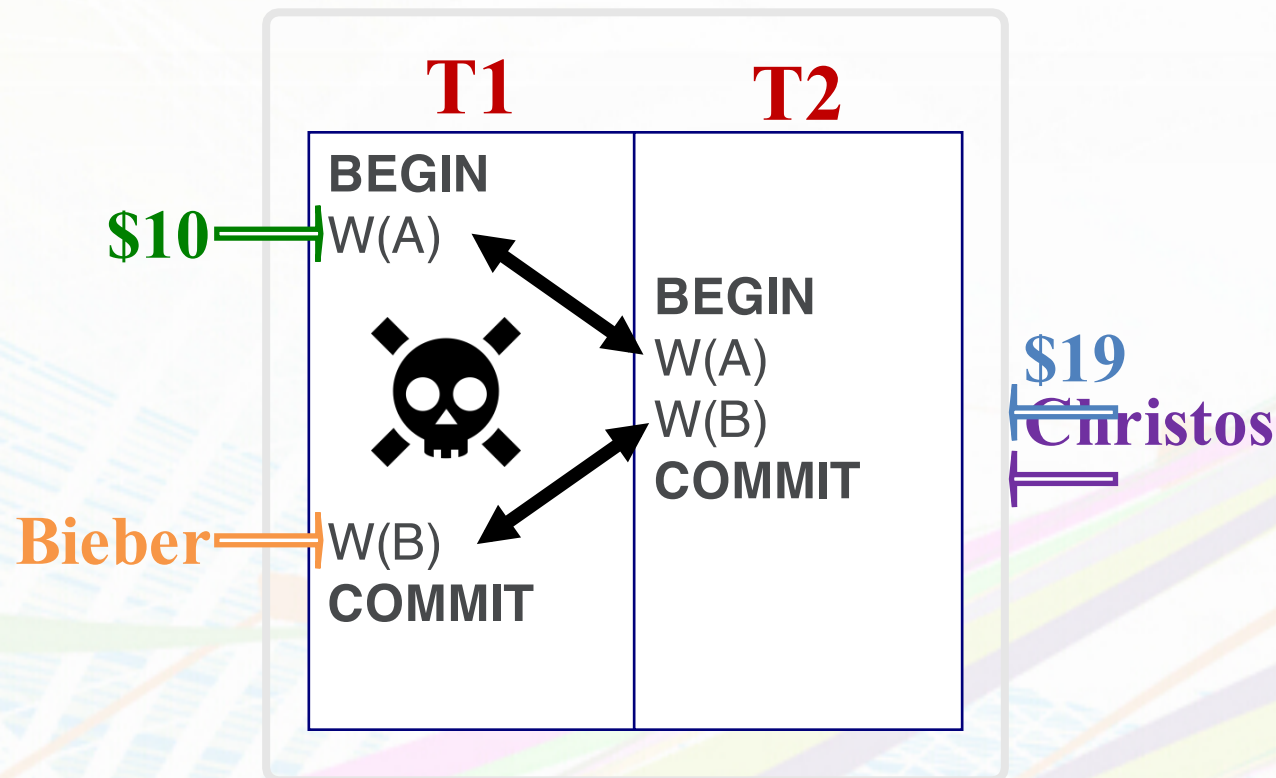 T1 T2
BEGIN
$10 W(A)
BEGIN
W(A) $19
W(B) Christos
COMMIT
Bieber W(B)
COMMIT